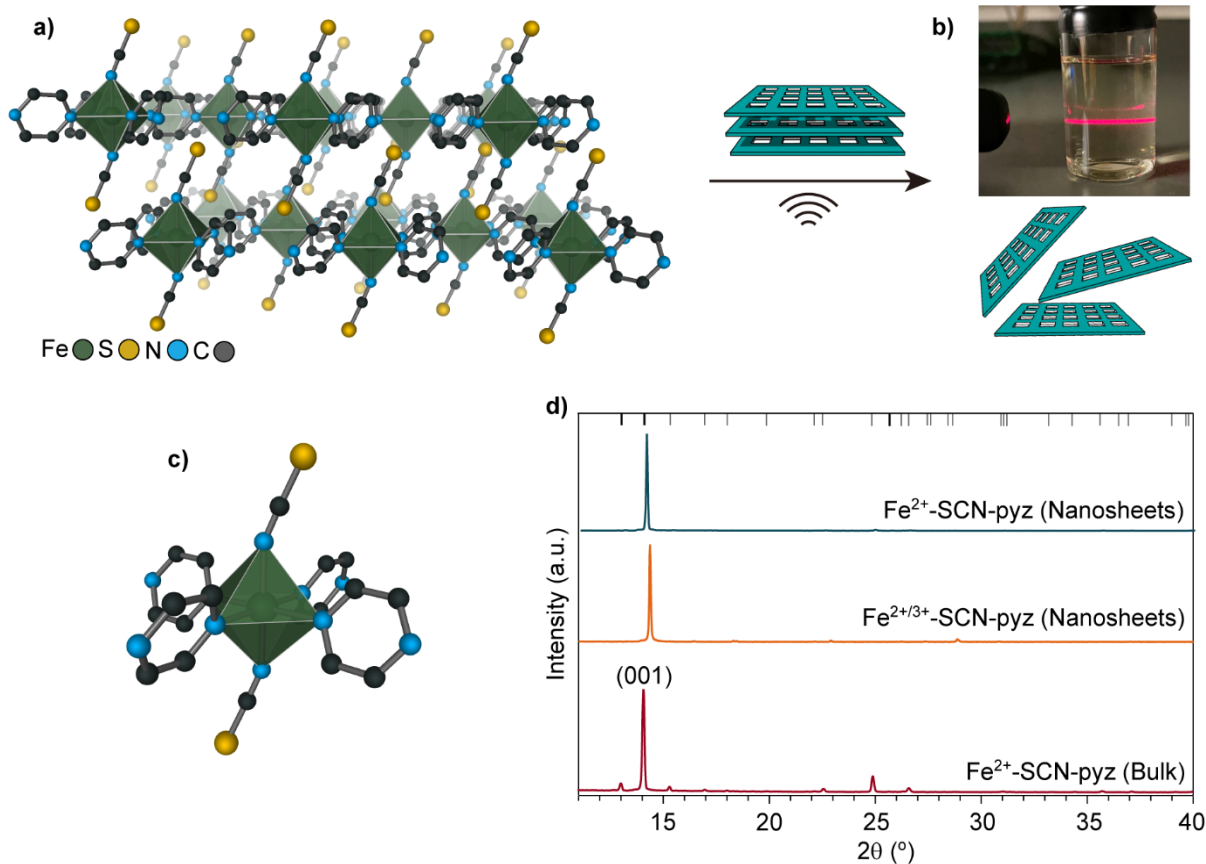 a)
b)
Fe S N C
c)
d)
Fe²⁺-SCN-pyz (Nanosheets)
Fe²⁺/³⁺-SCN-pyz (Nanosheets)
(001)
Fe²⁺-SCN-pyz (Bulk)
Intensity (a.u.)
15 20 25 30 35 40
2θ (º)